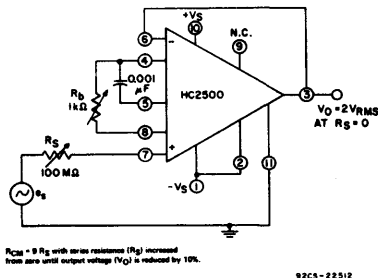 +Vs
6
−
10
N.C.
9
4
0.001
μF
Rb
1kΩ
5
HC2500
3
Vo = 2VRMS
AT Rs = 0
8
Rs
100 MΩ
7
+
es
−Vs
1
2
11
RCM = 9 Rs with series resistance (Rs) increased
from zero until output voltage (Vo) is reduced by 10%.
92CS-22512